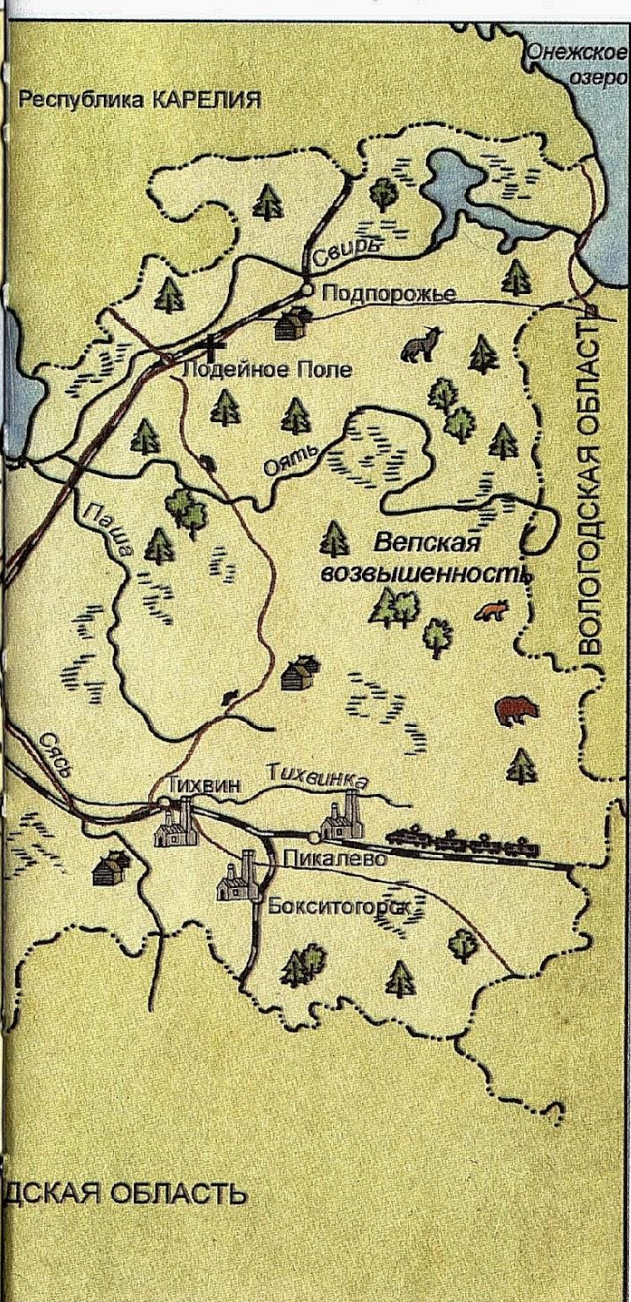 Онежское
озеро
Республика КАРЕЛИЯ
Свирь
Подпорожье
Лодейное Поле
ВОЛОГОДСКАЯ ОБЛАСТЬ
Оять
Паша
Вепская
возвышенность
Сясь
Тихвин
Тихвинка
Пикалево
Бокситогорск
ДСКАЯ ОБЛАСТЬ